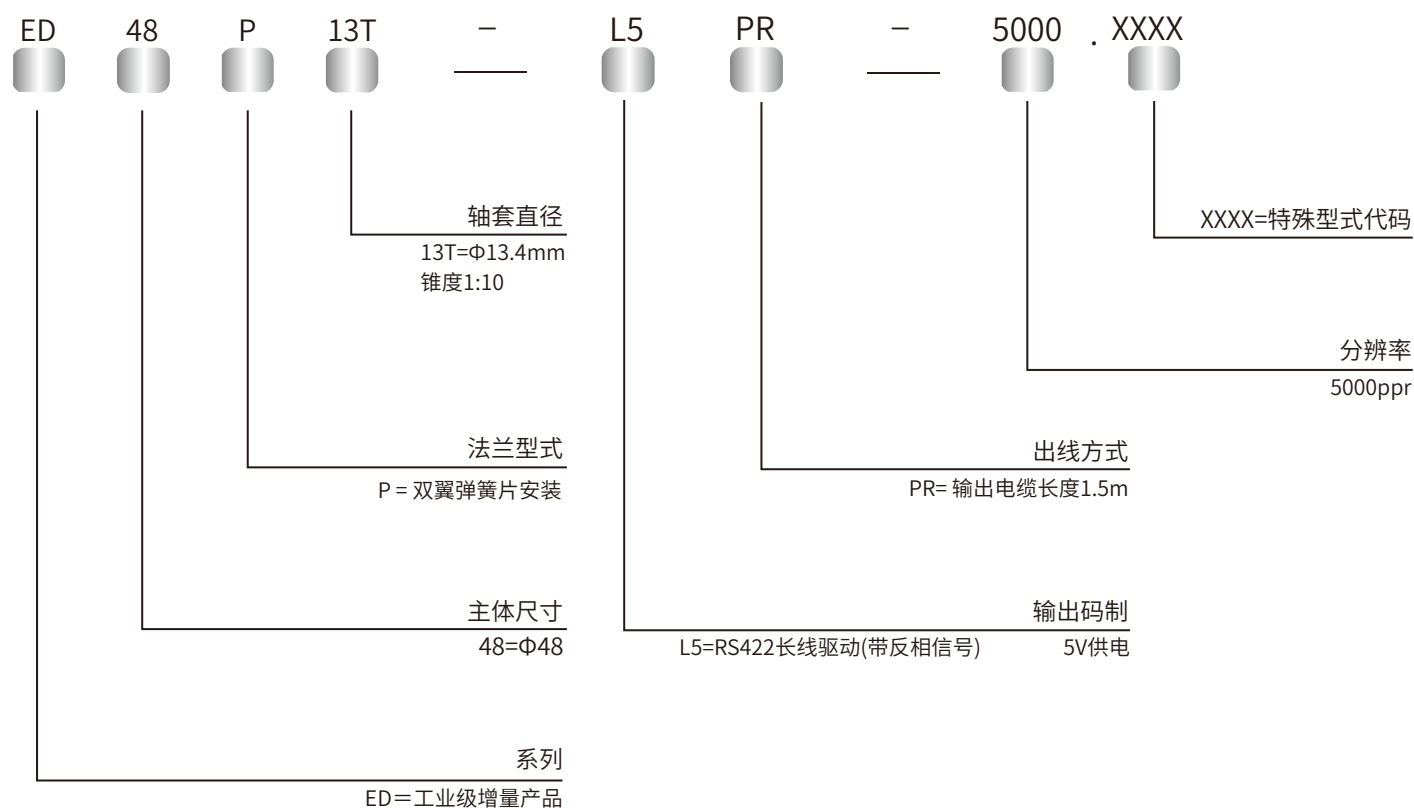 ED 48 P 13T – L5 PR – 5000 . XXXX
轴套直径
13T=Φ13.4mm
锥度1:10
XXXX=特殊型式代码
分辨率
5000ppr
法兰型式
P = 双翼弹簧片安装
出线方式
PR= 输出电缆长度1.5m
主体尺寸
48=Φ48
输出码制
L5=RS422长线驱动(带反相信号) 5V供电
系列
ED＝工业级增量产品